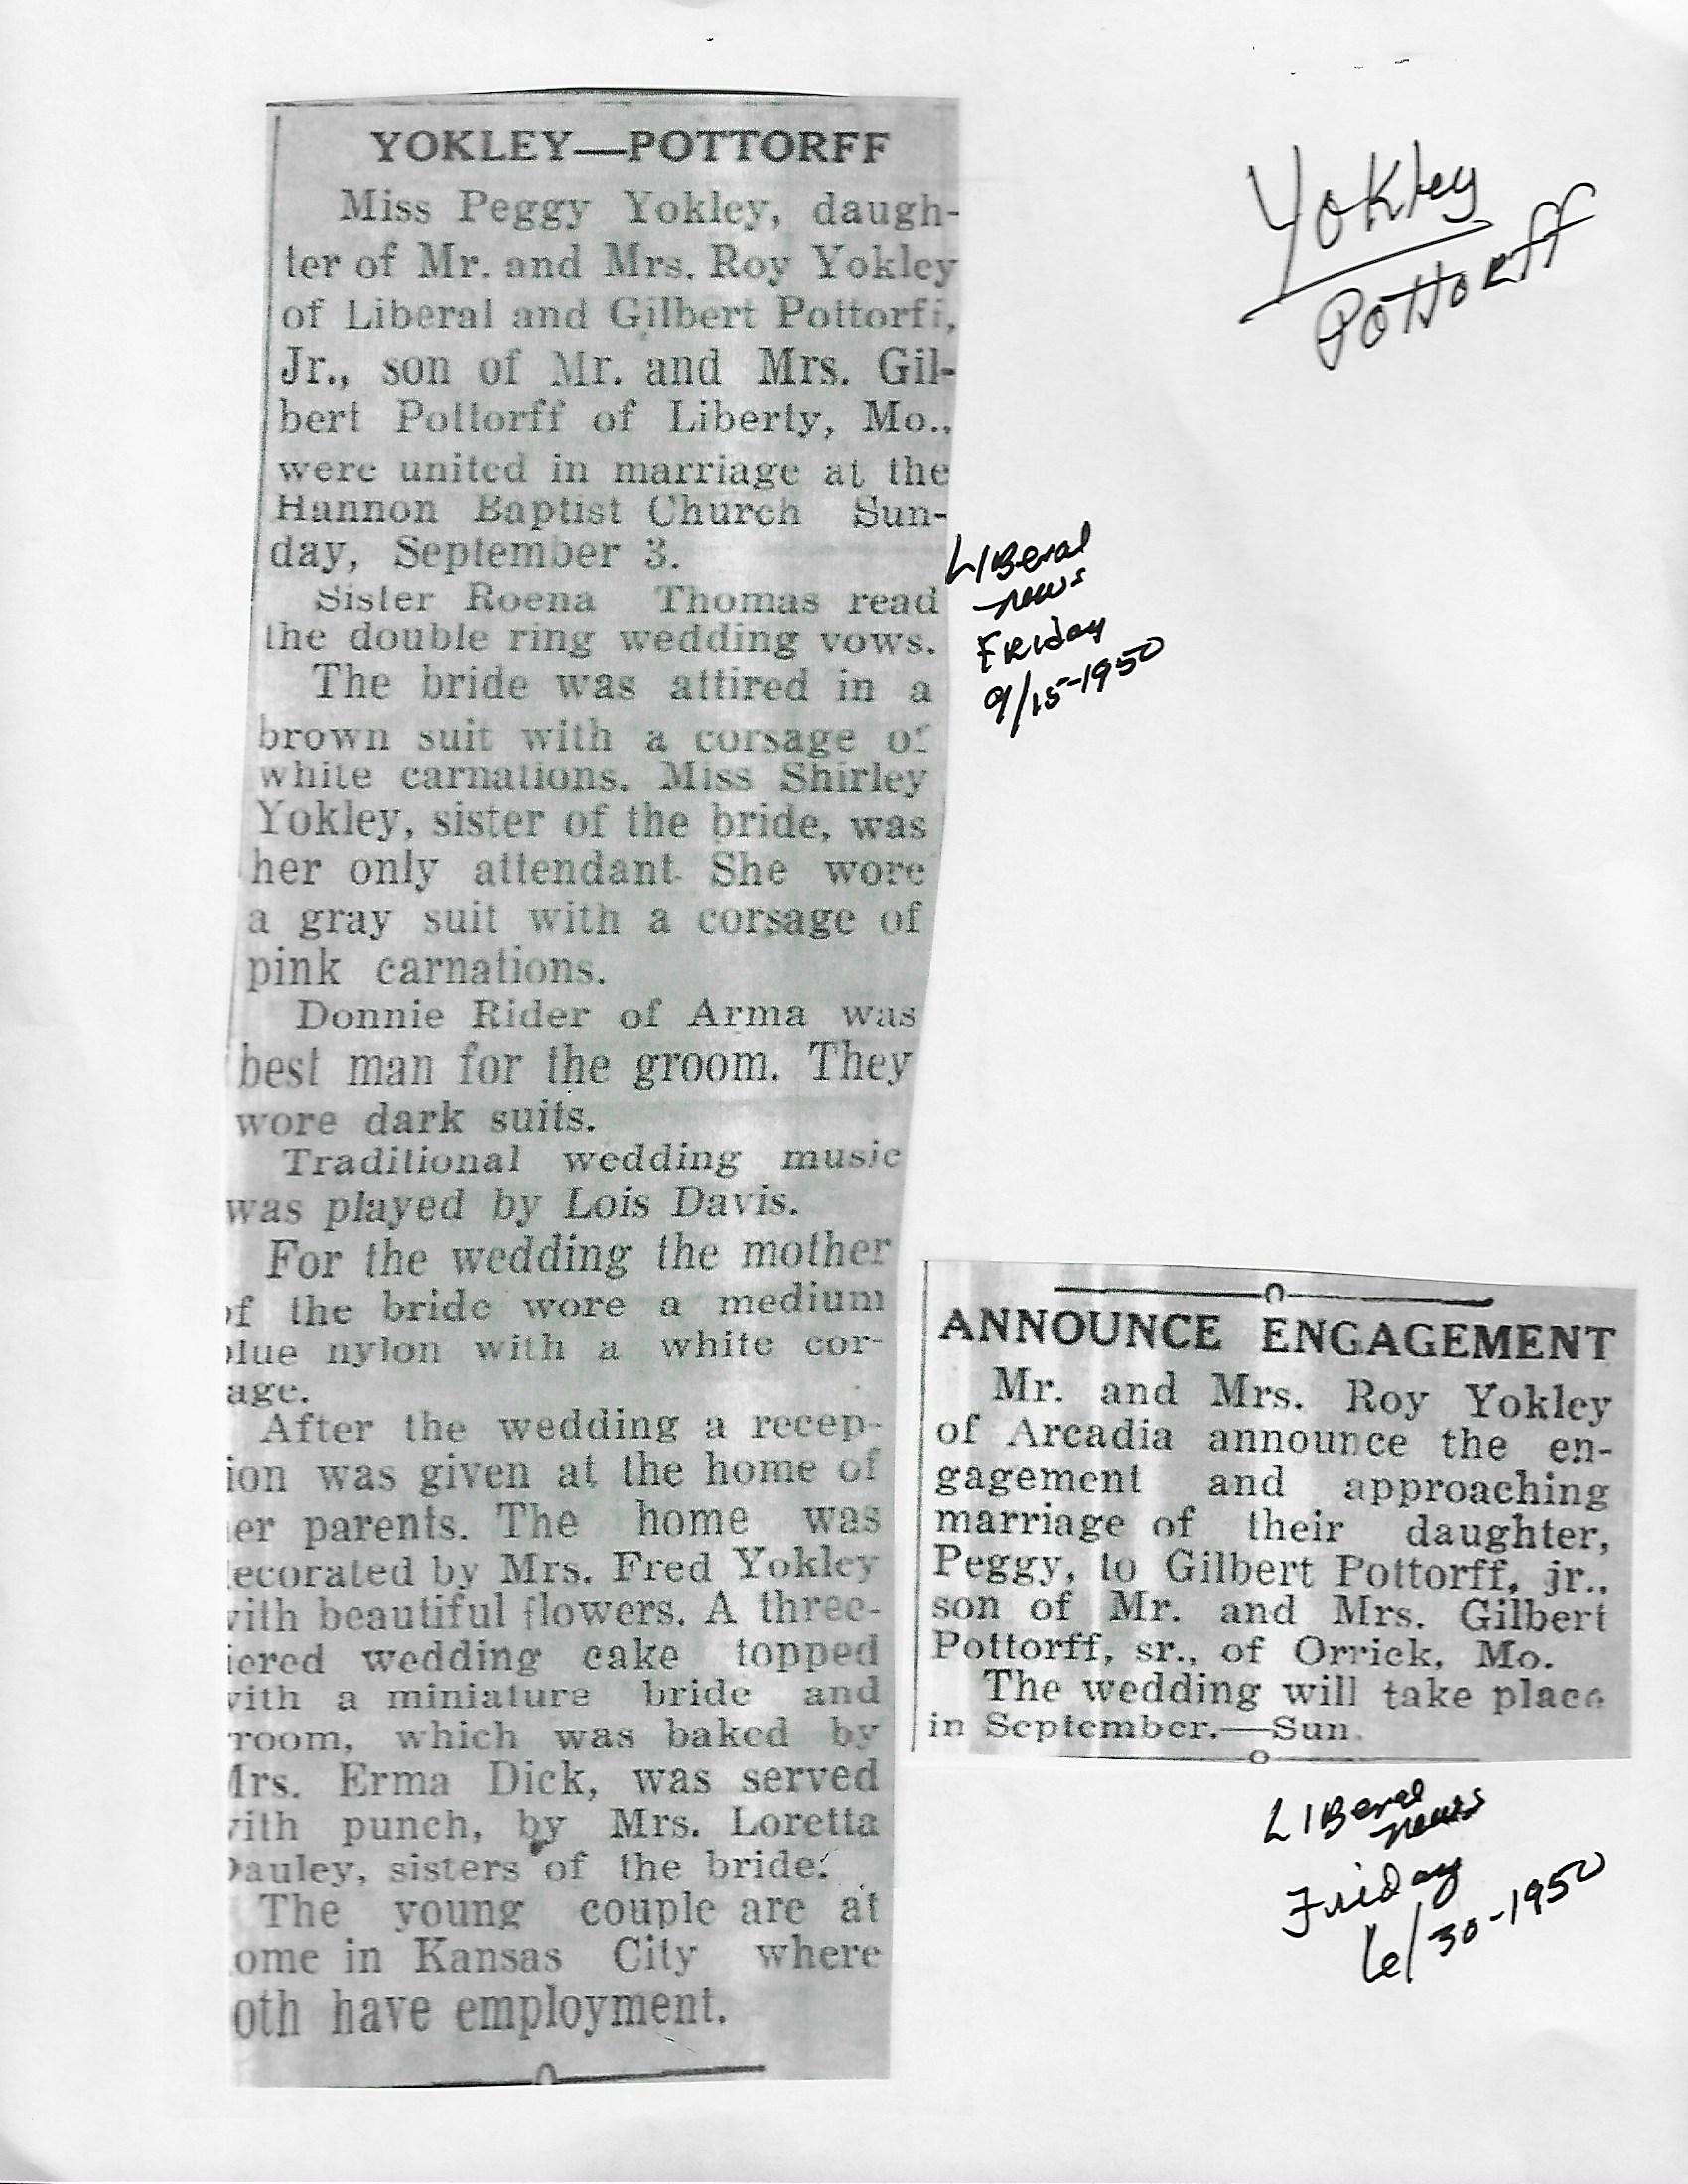 YOKLEY—POTTORFF
Miss Peggy Yokley, daugh-
ter of Mr. and Mrs. Roy Yokley
of Liberal and Gilbert Pottorff,
Jr., son of Mr. and Mrs. Gil-
bert Pottorff of Liberty, Mo.,
were united in marriage at the
Hannon Baptist Church Sun-
day, September 3.
Sister Roena Thomas read
the double ring wedding vows.
The bride was attired in a
brown suit with a corsage of
white carnations. Miss Shirley
Yokley, sister of the bride, was
her only attendant. She wore
a gray suit with a corsage of
pink carnations.
Donnie Rider of Arma was
best man for the groom. They
wore dark suits.
Traditional wedding music
was played by Lois Davis.
For the wedding the mother
of the bride wore a medium
lue nylon with a white cor-
age.
After the wedding a recep-
ion was given at the home of
er parents. The home was
ecorated by Mrs. Fred Yokley
ith beautiful flowers. A three-
iered wedding cake topped
with a miniature bride and
room, which was baked by
Mrs. Erma Dick, was served
with punch, by Mrs. Loretta
auley, sisters of the bride.
The young couple are at
ome in Kansas City where
oth have employment.
Yokley
Pottorff
Liberal
news
Friday
9/15-1950
ANNOUNCE ENGAGEMENT
Mr. and Mrs. Roy Yokley
of Arcadia announce the en-
gagement and approaching
marriage of their daughter,
Peggy, to Gilbert Pottorff, jr.,
son of Mr. and Mrs. Gilbert
Pottorff, sr., of Orrick, Mo.
The wedding will take place
in September.—Sun.
Liberal
news
Friday
6/30-1950